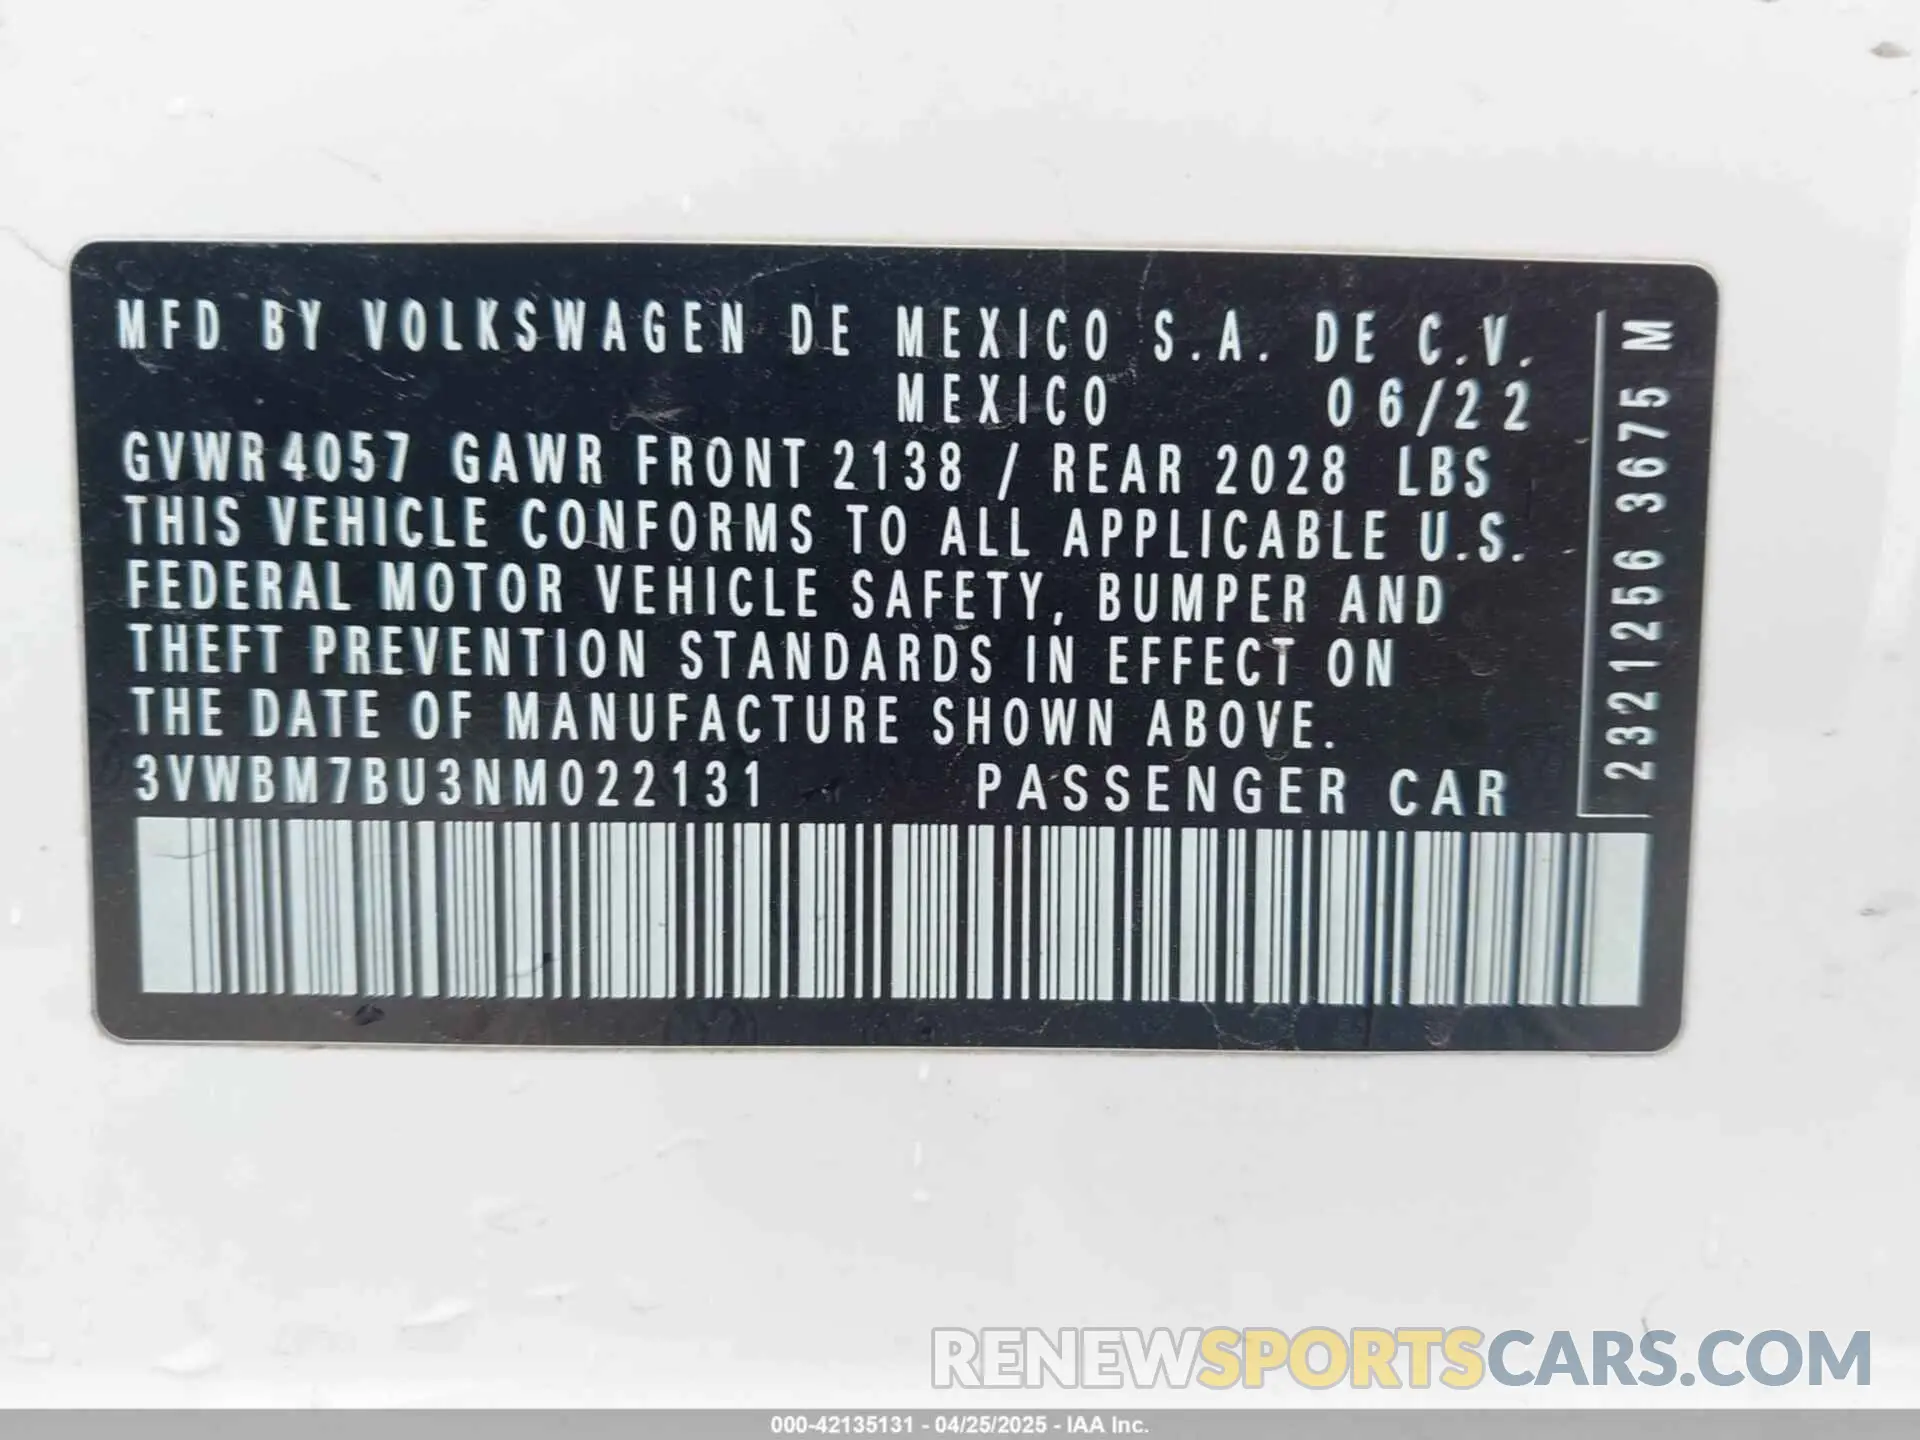 MFD BY VOLKSWAGEN DE MEXICO S.A. DE C.V.
MEXICO 06/22
GVWR 4057 GAWR FRONT 2138 / REAR 2028 LBS
THIS VEHICLE CONFORMS TO ALL APPLICABLE U.S.
FEDERAL MOTOR VEHICLE SAFETY, BUMPER AND
THEFT PREVENTION STANDARDS IN EFFECT ON
THE DATE OF MANUFACTURE SHOWN ABOVE.
3VWBM7BU3NM022131 PASSENGER CAR
2321256 3675 M
RENEWSPORTSCARS.COM
000-42135131 - 04/25/2025 - IAA Inc.